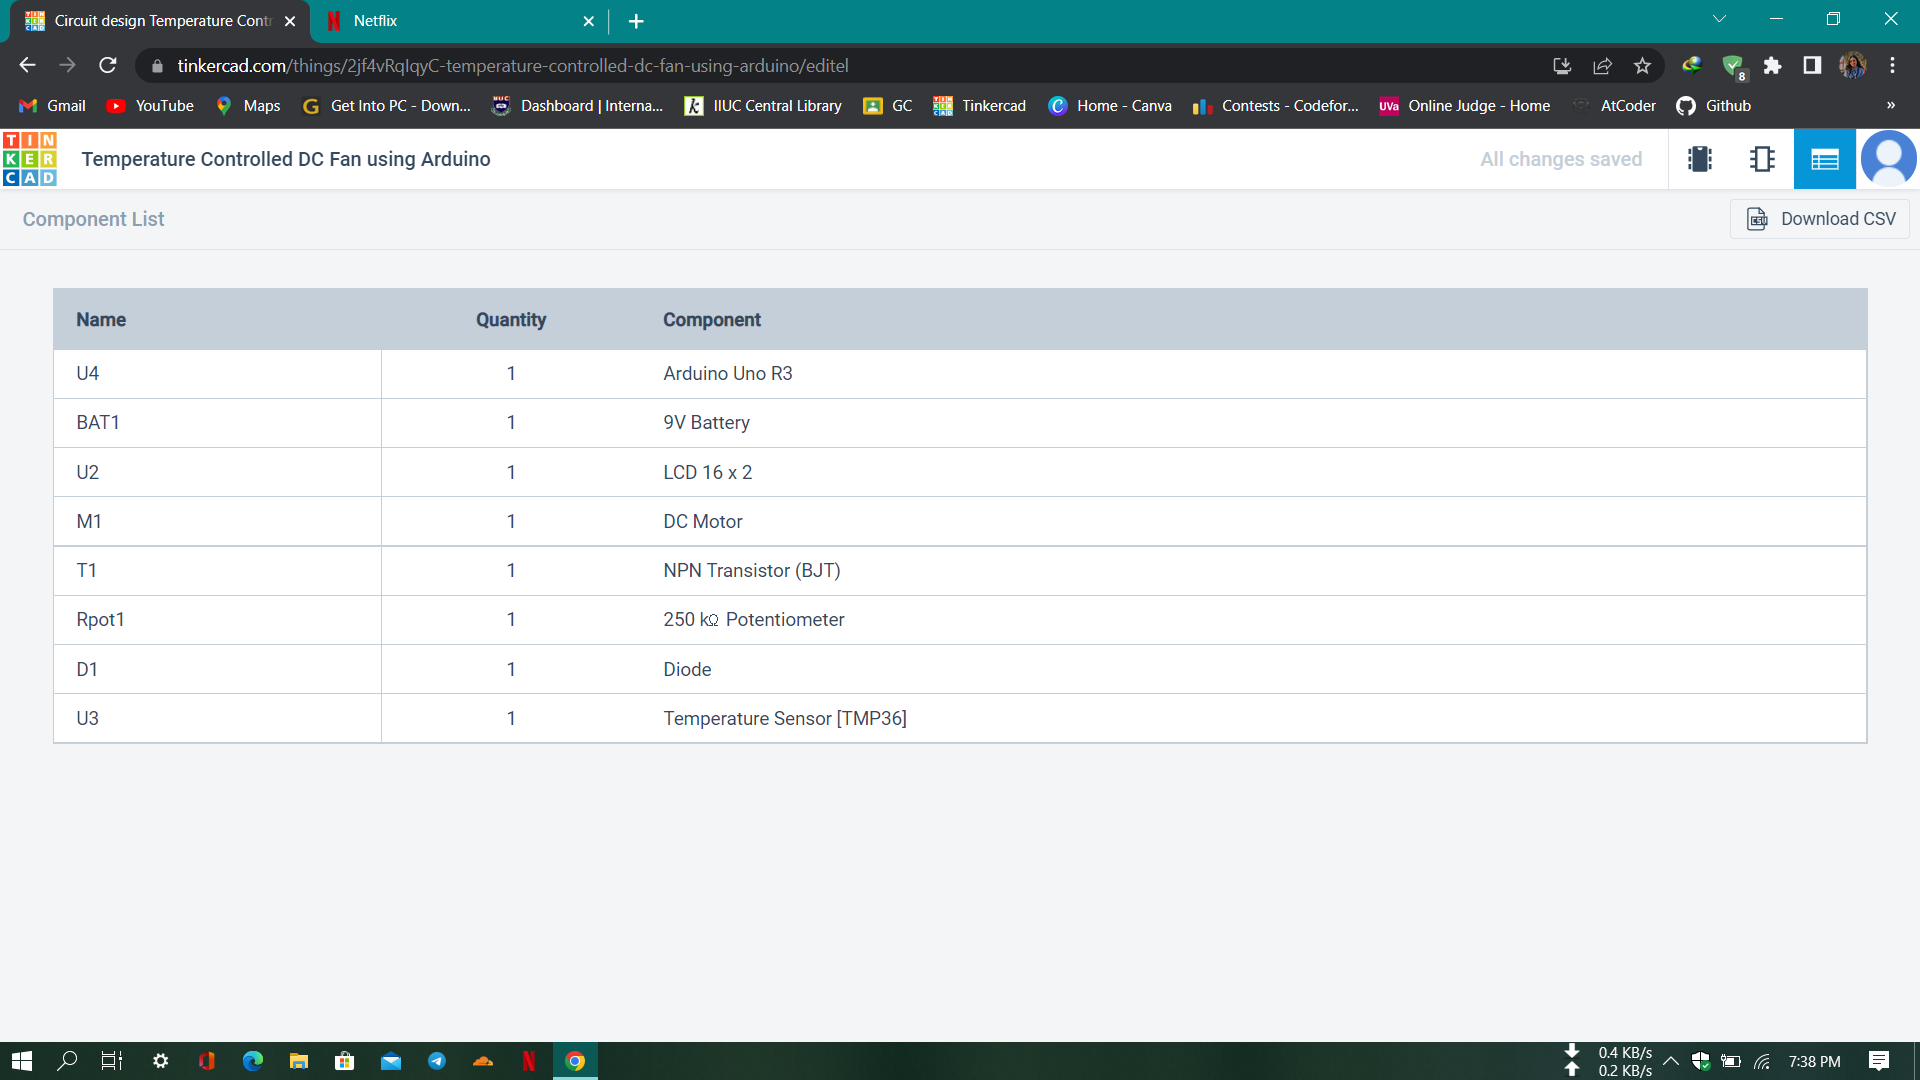 Circuit design Temperature Contr
Netflix
tinkercad.com/things/2jf4vRqIqyC-temperature-controlled-dc-fan-using-arduino/editel
8
Gmail YouTube Maps Get Into PC - Down... Dashboard | Interna... IIUC Central Library GC Tinkercad Home - Canva Contests - Codefor... Online Judge - Home AtCoder Github »
TINKERCAD
Temperature Controlled DC Fan using Arduino
All changes saved
Component List
Download CSV
Name Quantity Component
U4 1 Arduino Uno R3
BAT1 1 9V Battery
U2 1 LCD 16 x 2
M1 1 DC Motor
T1 1 NPN Transistor (BJT)
Rpot1 1 250 kΩ Potentiometer
D1 1 Diode
U3 1 Temperature Sensor [TMP36]
0.4 KB/s
0.2 KB/s
7:38 PM